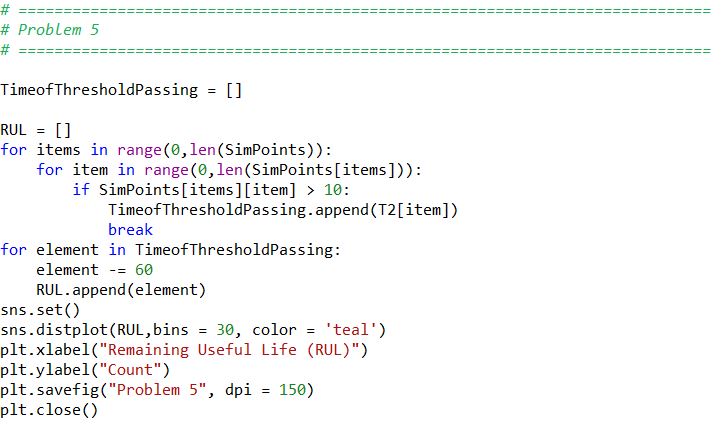 # =============================================================================
# Problem 5
# =============================================================================
TimeofThresholdPassing = []
RUL = []
for items in range(0,len(SimPoints)):
    for item in range(0,len(SimPoints[items])):
        if SimPoints[items][item] > 10:
            TimeofThresholdPassing.append(T2[item])
            break
for element in TimeofThresholdPassing:
    element -= 60
    RUL.append(element)
sns.set()
sns.distplot(RUL,bins = 30, color = 'teal')
plt.xlabel("Remaining Useful Life (RUL)")
plt.ylabel("Count")
plt.savefig("Problem 5", dpi = 150)
plt.close()